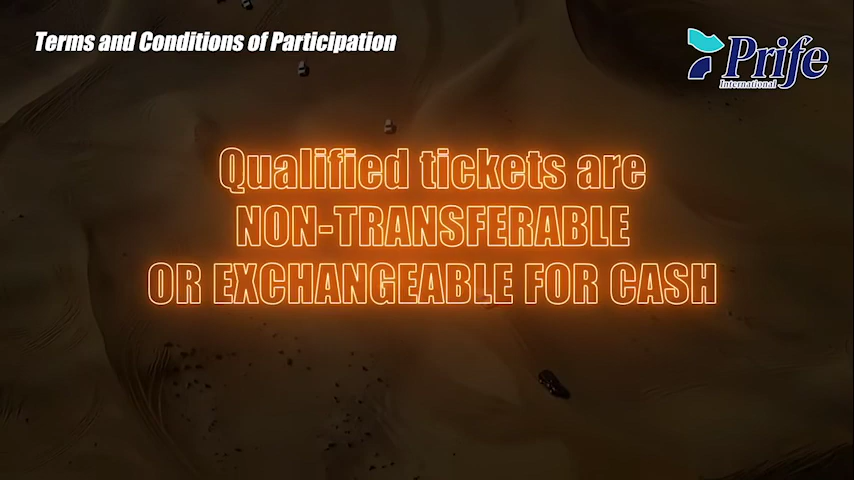 Terms and Conditions of Participation
Prife
International
Qualified tickets are
NON-TRANSFERABLE
OR EXCHANGEABLE FOR CASH